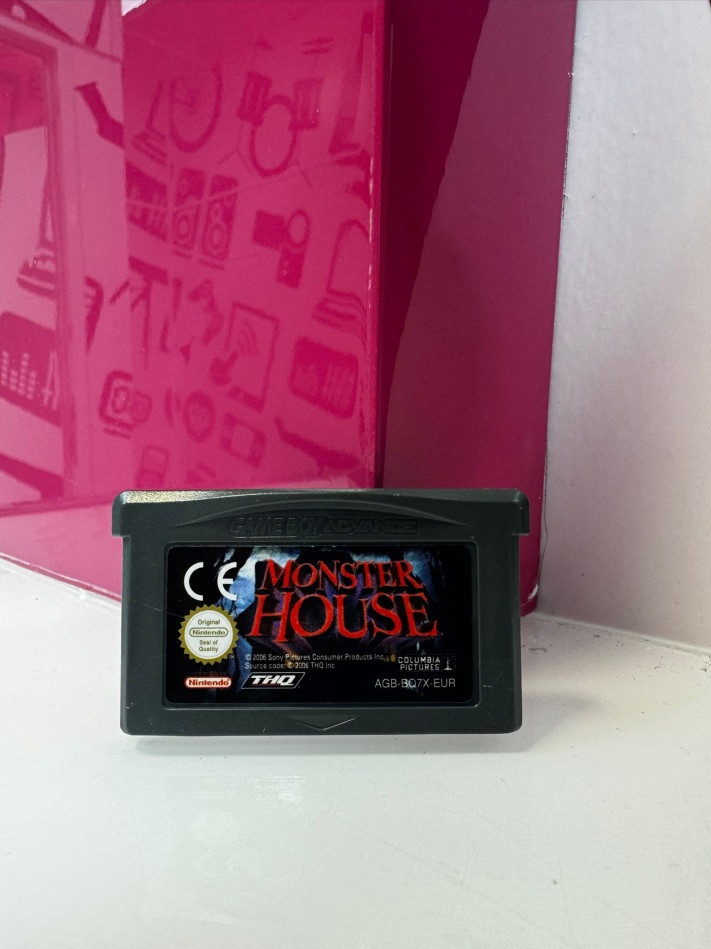 GAME BOY ADVANCE
CE
MONSTER
HOUSE
Original
Nintendo
Seal of
Quality
™
© 2006 Sony Pictures Consumer Products Inc.
Source code © 2006 THQ Inc
COLUMBIA
PICTURES
Nintendo
THQ
AGB-BQ7X-EUR